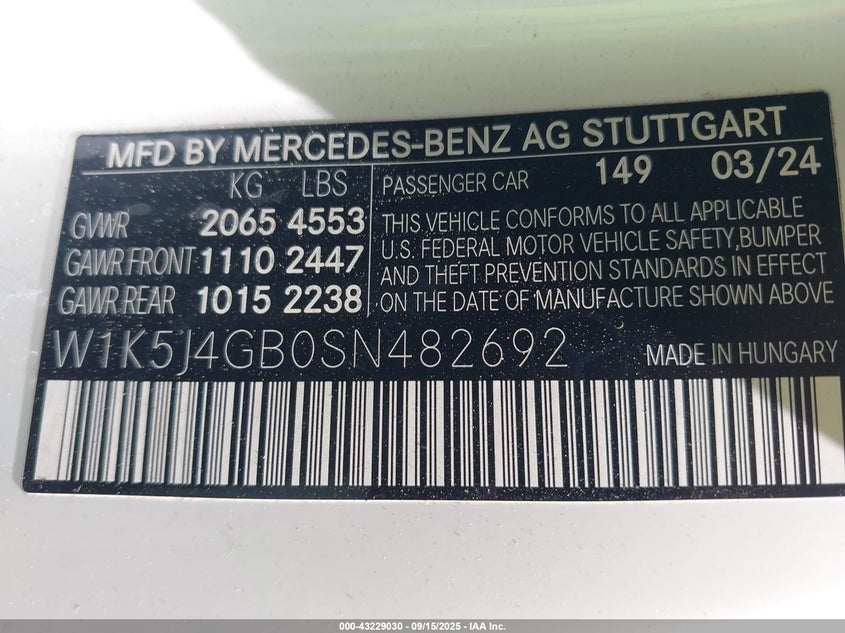 MFD BY MERCEDES-BENZ AG STUTTGART
KG LBS
GVWR 2065 4553
GAWR FRONT 1110 2447
GAWR REAR 1015 2238
PASSENGER CAR 149 03/24
THIS VEHICLE CONFORMS TO ALL APPLICABLE
U.S. FEDERAL MOTOR VEHICLE SAFETY,BUMPER
AND THEFT PREVENTION STANDARDS IN EFFECT
ON THE DATE OF MANUFACTURE SHOWN ABOVE
W1K5J4GB0SN482692 MADE IN HUNGARY
000-43229030 - 09/15/2025 - IAA Inc.